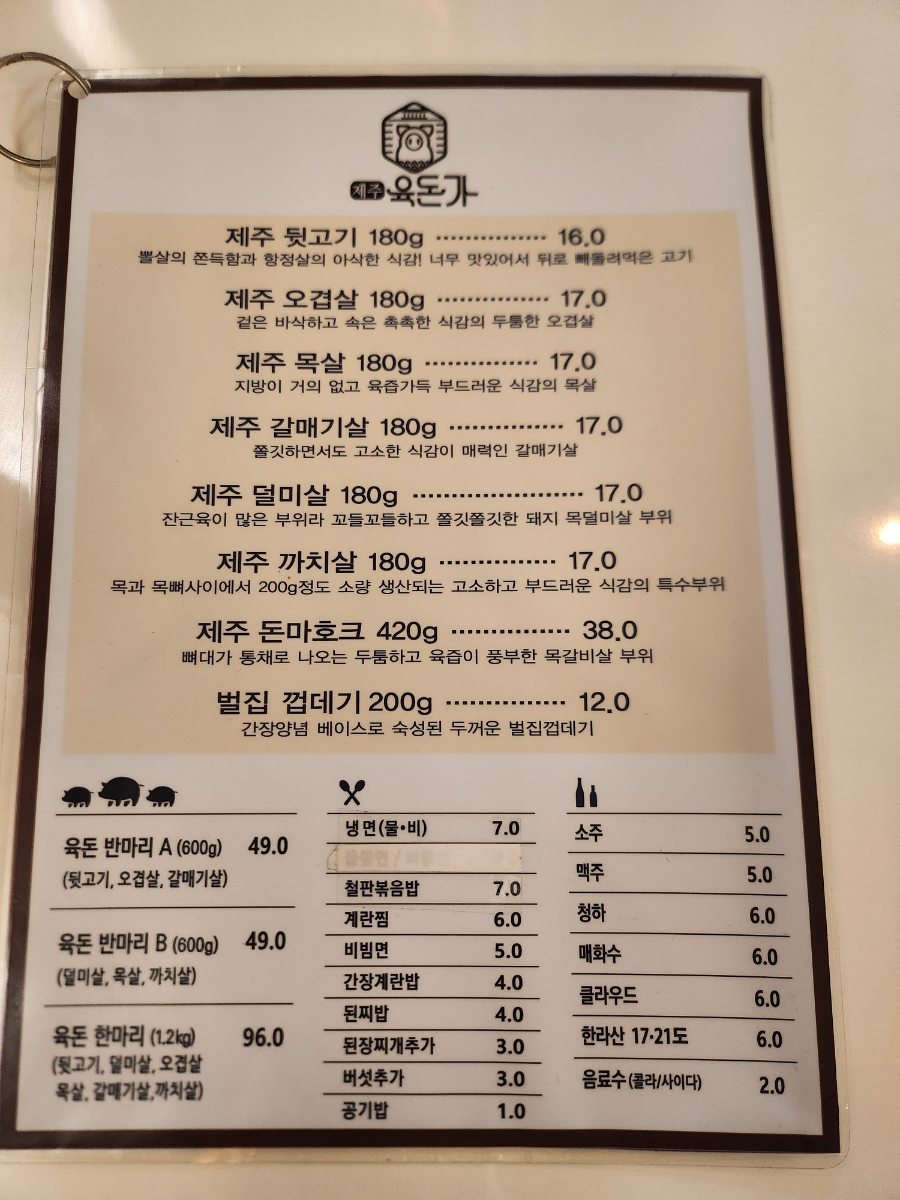 제주 육돈가
제주 뒷고기 180g ··············· 16.0
뽈살의 쫀득함과 항정살의 아삭한 식감! 너무 맛있어서 뒤로 빼돌려먹은 고기
제주 오겹살 180g ··············· 17.0
겉은 바삭하고 속은 촉촉한 식감의 두툼한 오겹살
제주 목살 180g ··············· 17.0
지방이 거의 없고 육즙가득 부드러운 식감의 목살
제주 갈매기살 180g ··············· 17.0
쫄깃하면서도 고소한 식감이 매력인 갈매기살
제주 덜미살 180g ······················ 17.0
잔근육이 많은 부위라 꼬들꼬들하고 쫄깃쫄깃한 돼지 목덜미살 부위
제주 까치살 180g ··············· 17.0
목과 목뼈사이에서 200g정도 소량 생산되는 고소하고 부드러운 식감의 특수부위
제주 돈마호크 420g ··············· 38.0
뼈대가 통채로 나오는 두툼하고 육즙이 풍부한 목갈비살 부위
벌집 껍데기 200g ··············· 12.0
간장양념 베이스로 숙성된 두꺼운 벌집껍데기
육돈 반마리 A (600g) 49.0
(뒷고기, 오겹살, 갈매기살)
육돈 반마리 B (600g) 49.0
(덜미살, 목살, 까치살)
육돈 한마리 (1.2kg) 96.0
(뒷고기, 덜미살, 오겹살
목살, 갈매기살,까치살)
냉면(물·비) 7.0
철판볶음밥 7.0
계란찜 6.0
비빔면 5.0
간장계란밥 4.0
된찌밥 4.0
된장찌개추가 3.0
버섯추가 3.0
공기밥 1.0
소주 5.0
맥주 5.0
청하 6.0
매화수 6.0
클라우드 6.0
한라산 17·21도 6.0
음료수 (콜라/사이다) 2.0